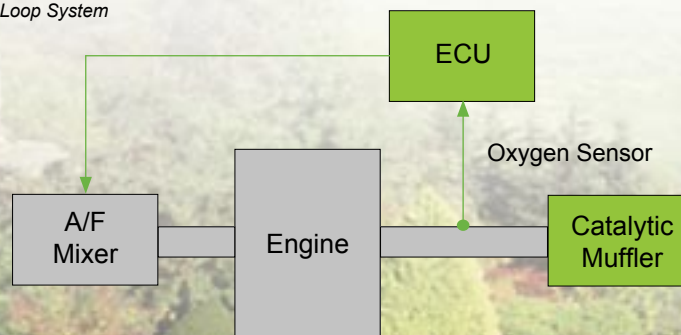 Loop System
ECU
Oxygen Sensor
A/F
Mixer
Engine
Catalytic
Muffler